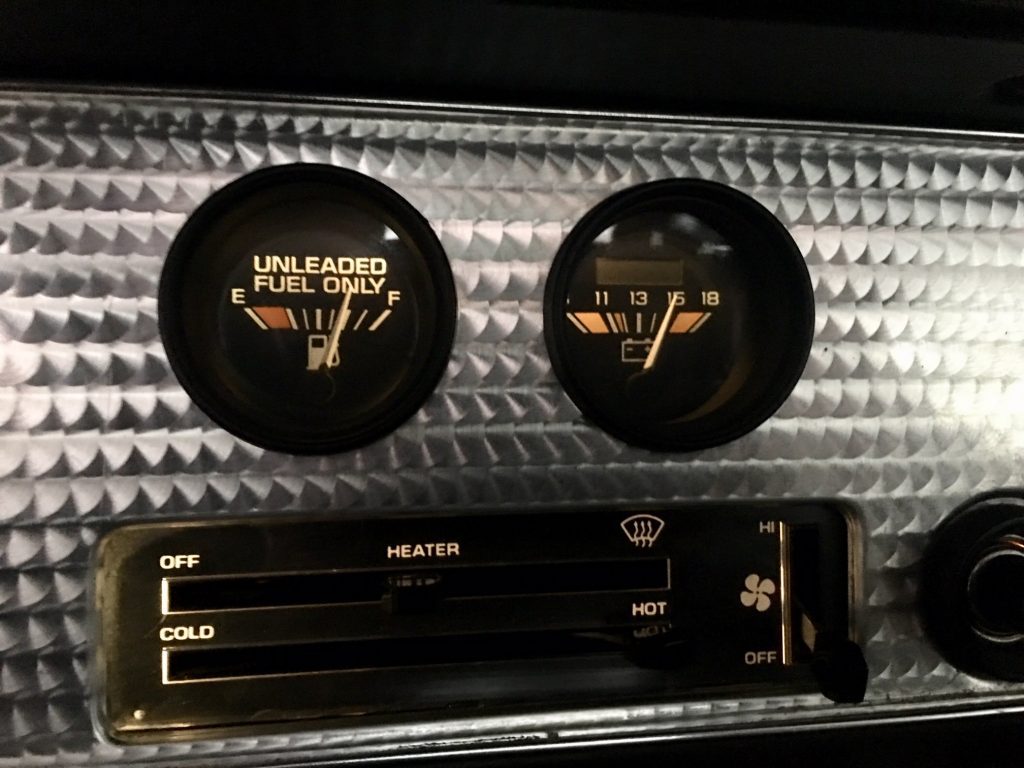 UNLEADED
FUEL ONLY
E F
11 13 15 18
OFF HEATER
COLD HOT
HI
OFF